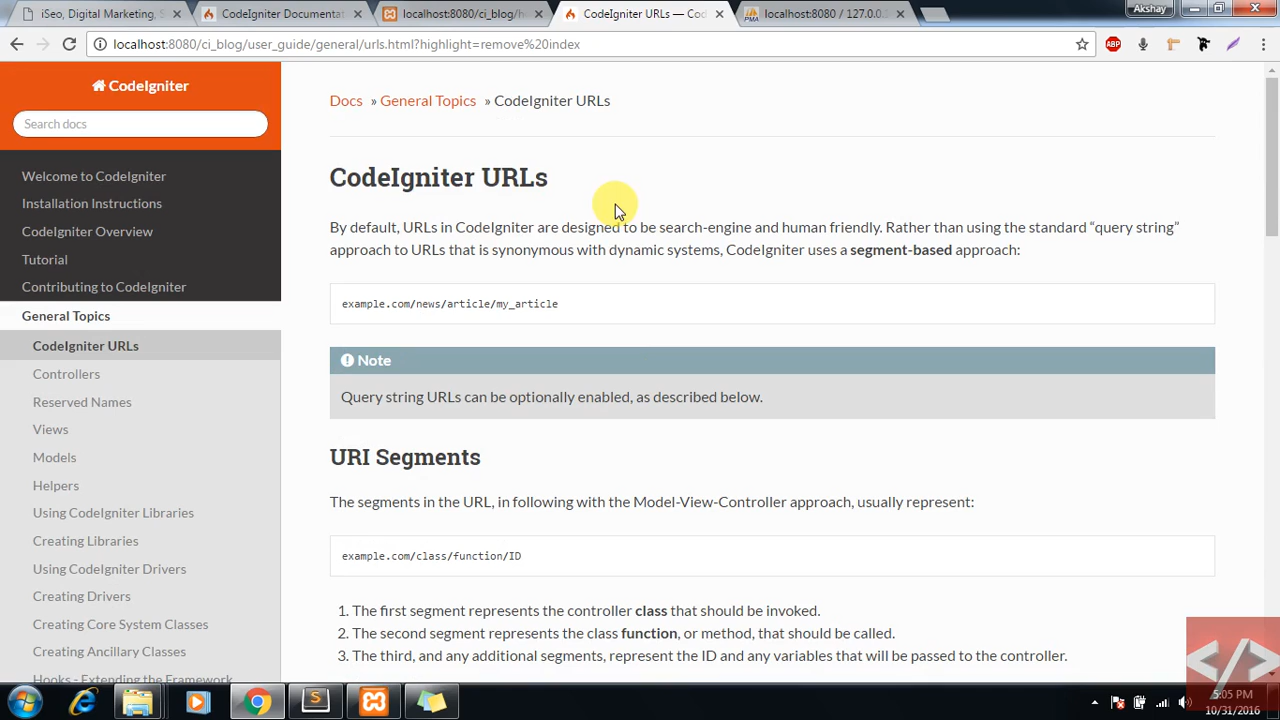 iSeo, Digital Marketing, S
CodeIgniter Documentat
localhost:8080/ci_blog/h
CodeIgniter URLs — Cod
localhost:8080 / 127.0.0.1
Akshay
localhost:8080/ci_blog/user_guide/general/urls.html?highlight=remove%20index
ABP
CodeIgniter
Search docs
Welcome to CodeIgniter
Installation Instructions
CodeIgniter Overview
Tutorial
Contributing to CodeIgniter
General Topics
CodeIgniter URLs
Controllers
Reserved Names
Views
Models
Helpers
Using CodeIgniter Libraries
Creating Libraries
Using CodeIgniter Drivers
Creating Drivers
Creating Core System Classes
Creating Ancillary Classes
Hooks - Extending the Framework
Docs » General Topics » CodeIgniter URLs
CodeIgniter URLs
By default, URLs in CodeIgniter are designed to be search-engine and human friendly. Rather than using the standard “query string”
approach to URLs that is synonymous with dynamic systems, CodeIgniter uses a segment-based approach:
example.com/news/article/my_article
Note
Query string URLs can be optionally enabled, as described below.
URI Segments
The segments in the URL, in following with the Model-View-Controller approach, usually represent:
example.com/class/function/ID
1. The first segment represents the controller class that should be invoked.
2. The second segment represents the class function, or method, that should be called.
3. The third, and any additional segments, represent the ID and any variables that will be passed to the controller.
5:05 PM
10/31/2016